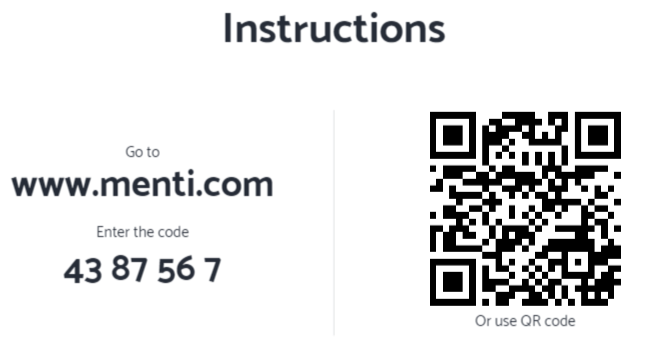 Instructions
Go to
www.menti.com
Enter the code
43 87 56 7
Or use QR code